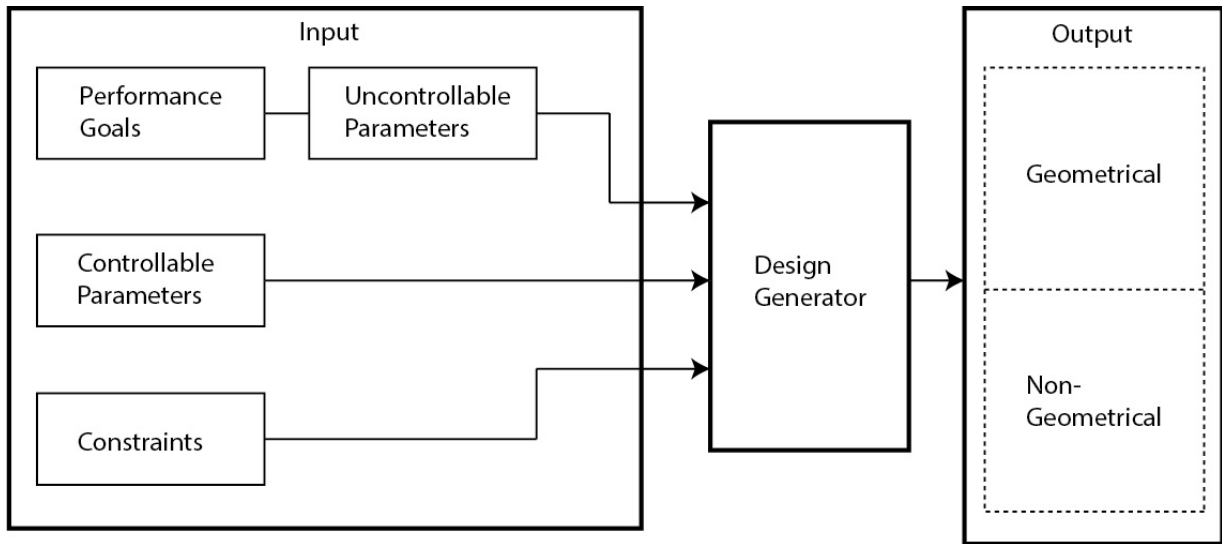 Input
Performance
Goals
Uncontrollable
Parameters
Controllable
Parameters
Constraints
Design
Generator
Output
Geometrical
Non-
Geometrical